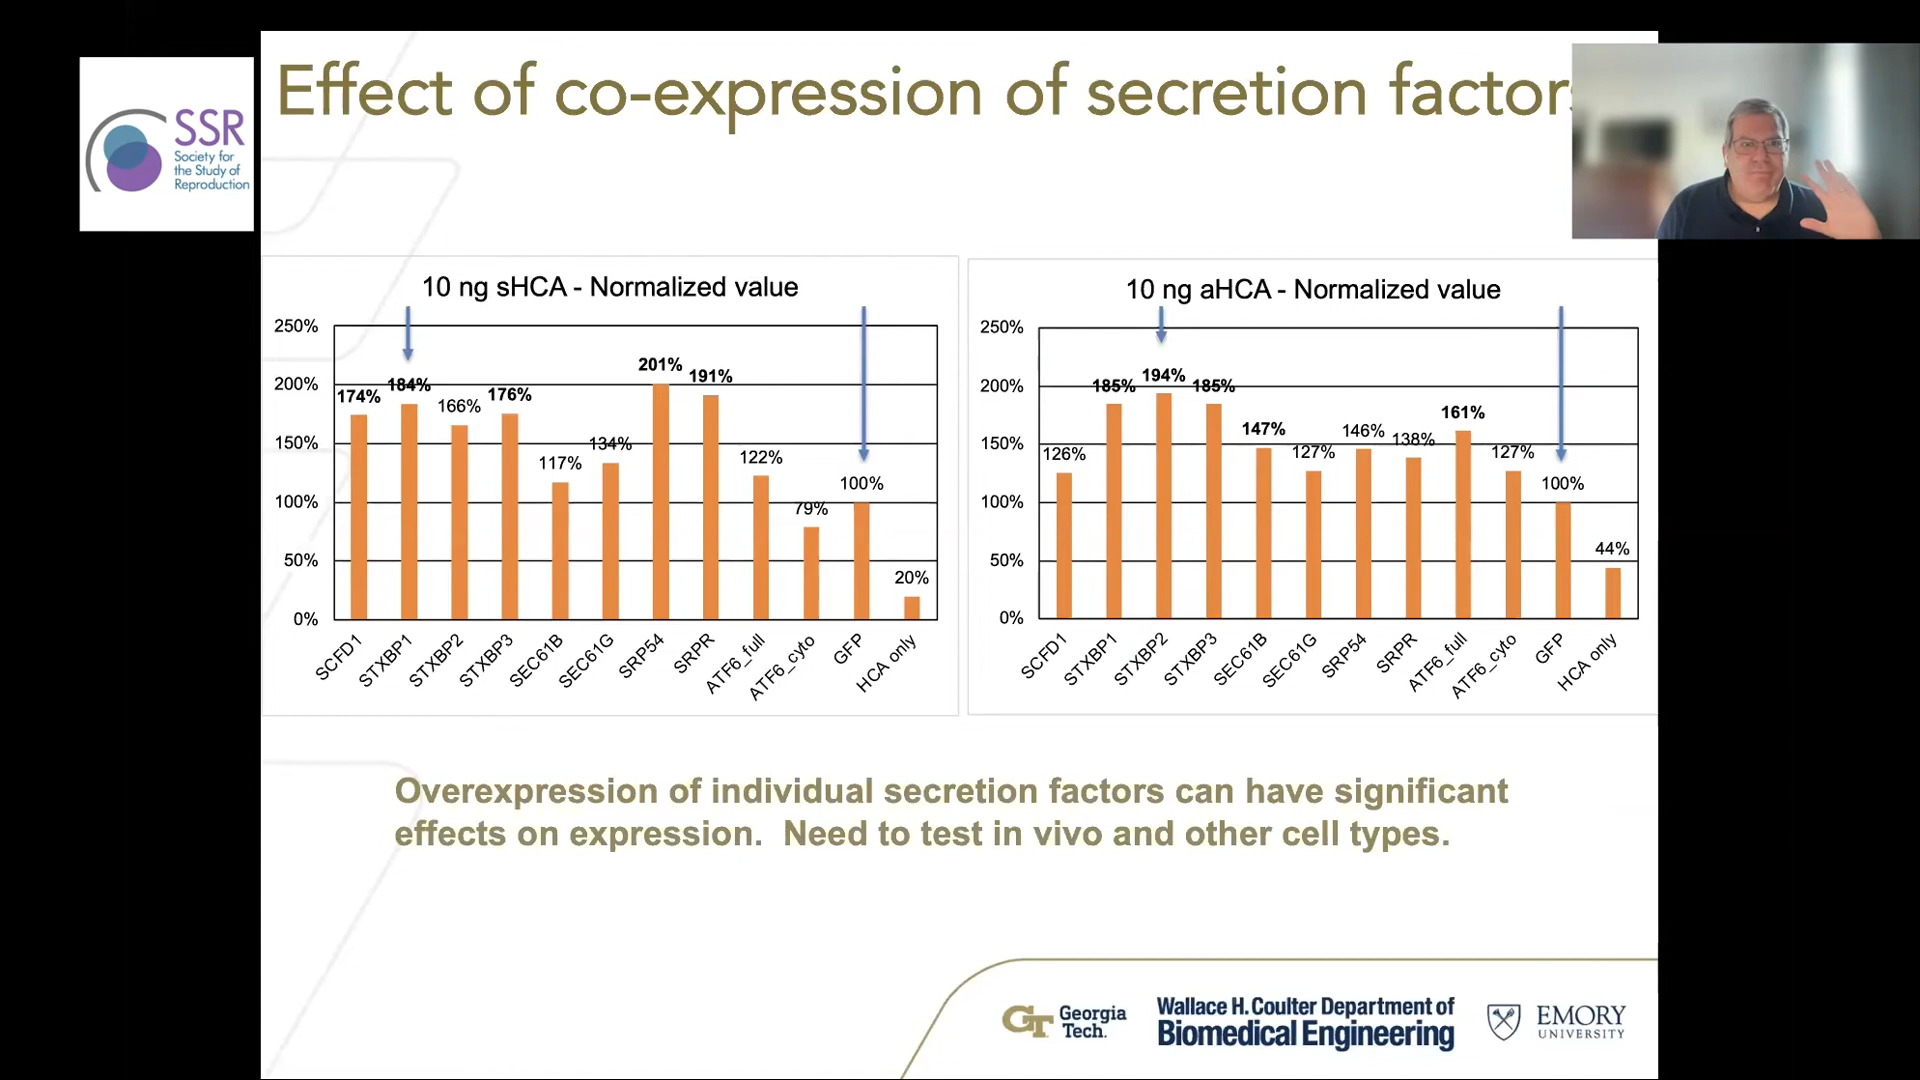 Effect of co-expression of secretion factors
SSR
Society for
the Study of
Reproduction
10 ng sHCA - Normalized value
250%
200%
150%
100%
50%
0%
174%
184%
166%
176%
117%
134%
201%
191%
122%
79%
100%
20%
SCFD1
STXBP1
STXBP2
STXBP3
SEC61B
SEC61G
SRP54
SRPR
ATF6_full
ATF6_cyto
GFP
HCA only
10 ng aHCA - Normalized value
250%
200%
150%
100%
50%
0%
126%
185%
194%
185%
147%
127%
146%
138%
161%
127%
100%
44%
SCFD1
STXBP1
STXBP2
STXBP3
SEC61B
SEC61G
SRP54
SRPR
ATF6_full
ATF6_cyto
GFP
HCA only
Overexpression of individual secretion factors can have significant
effects on expression.  Need to test in vivo and other cell types.
GT
Georgia
Tech.
Wallace H. Coulter Department of
Biomedical Engineering
EMORY
UNIVERSITY